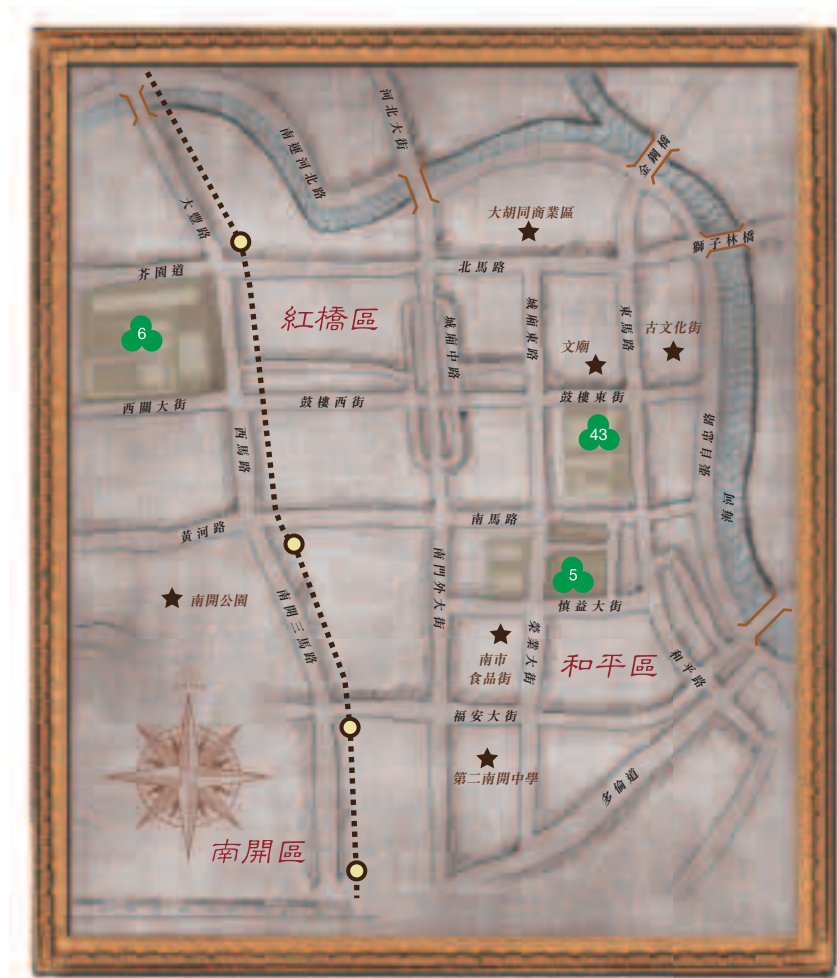 河北大街
南運河北路
金鋼橋
大豐路
大胡同商業區
獅子林橋
芥園道
北馬路
紅橋區
城廂中路
城廂東路
東馬路
古文化街
文廟
6
西關大街
鼓樓西街
鼓樓東街
43
西馬路
海河
南馬路
黃河路
南門外大街
5
慎益大街
南開公園
南開三馬路
榮業大街
南市
食品街
和平區
和平路
福安大街
第二南開中學
多倫道
南開區